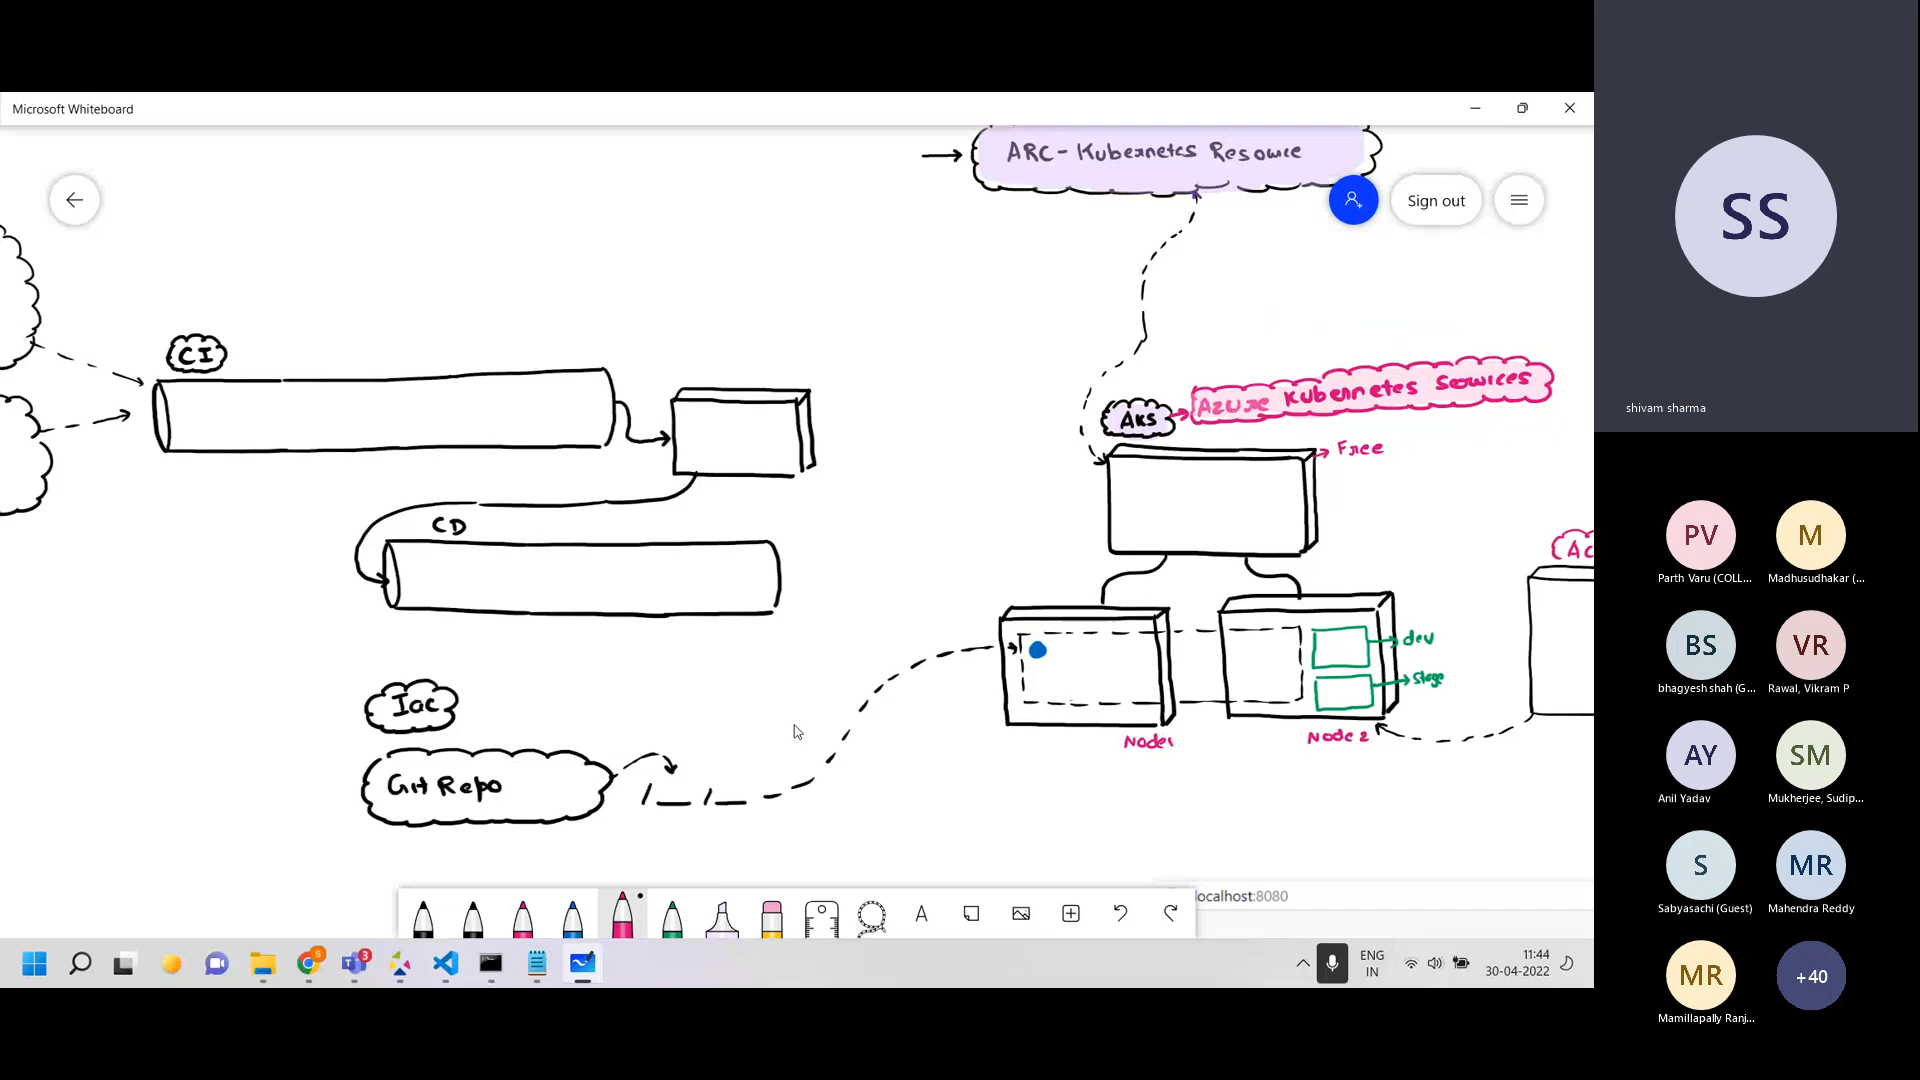 Microsoft Whiteboard
ARC - Kubernetes Resource
Sign out
CI
AKS
Azure Kubernetes Services
Free
CD
Ac
dev
Stage
Node1
Node 2
Iac
Git Repo
localhost:8080
ENG
IN
11:44
30-04-2022
SS
shivam sharma
PV
Parth Varu (COLL...
M
Madhusudhakar (...
BS
bhagyesh shah (G...
VR
Rawal, Vikram P
AY
Anil Yadav
SM
Mukherjee, Sudip...
S
Sabyasachi (Guest)
MR
Mahendra Reddy
MR
Mamillapally Ranj...
+40